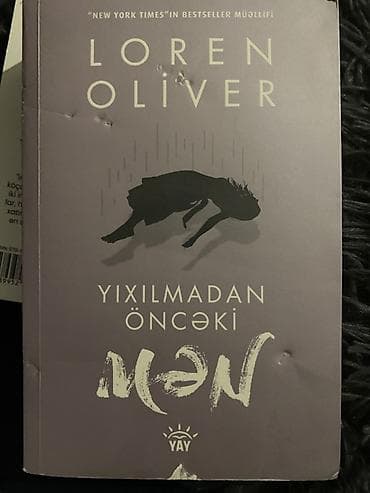 "NEW YORK TIMES"IN BESTSELLER MÜƏLLİFİ
LOREN
OLİVER
YIXILMADAN
ÖNCƏKİ
MƏN
YAY